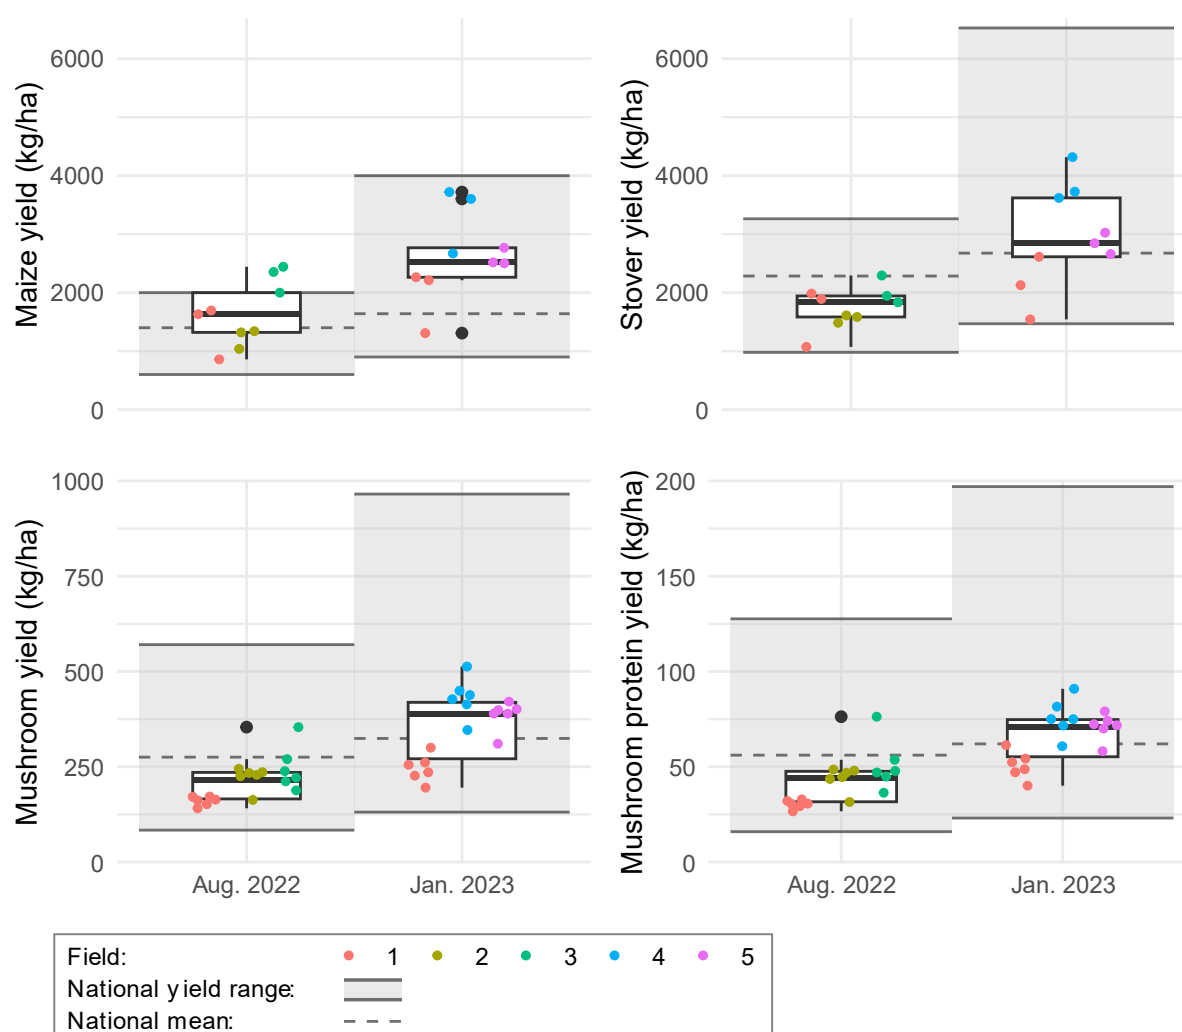 Maize yield (kg/ha)
6000
4000
2000
0
Stover yield (kg/ha)
6000
4000
2000
0
Mushroom yield (kg/ha)
1000
750
500
250
0
Aug. 2022
Jan. 2023
Mushroom protein yield (kg/ha)
200
150
100
50
0
Aug. 2022
Jan. 2023
Field: 1 2 3 4 5
National yield range:
National mean: